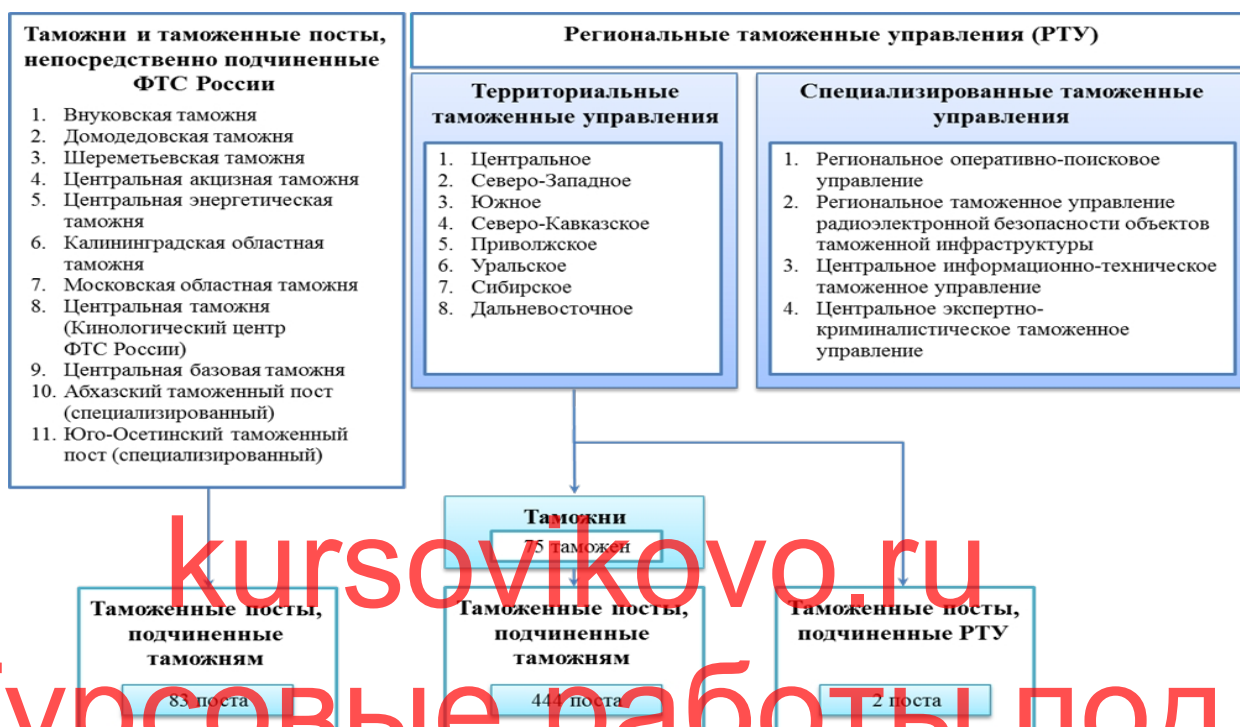 Таможни и таможенные посты,
непосредственно подчиненные
ФТС России
1. Внуковская таможня
2. Домодедовская таможня
3. Шереметьевская таможня
4. Центральная акцизная таможня
5. Центральная энергетическая
таможня
6. Калининградская областная
таможня
7. Московская областная таможня
8. Центральная таможня
(Кинологический центр
ФТС России)
9. Центральная базовая таможня
10. Абхазский таможенный пост
(специализированный)
11. Юго-Осетинский таможенный
пост (специализированный)
Региональные таможенные управления (РТУ)
Территориальные
таможенные управления
1. Центральное
2. Северо-Западное
3. Южное
4. Северо-Кавказское
5. Приволжское
6. Уральское
7. Сибирское
8. Дальневосточное
Специализированные таможенные
управления
1. Региональное оперативно-поисковое
управление
2. Региональное таможенное управление
радиоэлектронной безопасности объектов
таможенной инфраструктуры
3. Центральное информационно-техническое
таможенное управление
4. Центральное экспертно-
криминалистическое таможенное
управление
Таможни
75 таможен
kursovikovo.ru
Таможенные посты,
подчиненные
таможням
83 поста
Таможенные посты,
подчиненные
таможням
444 поста
Таможенные посты,
подчиненные РТУ
2 поста
урсовые работы под